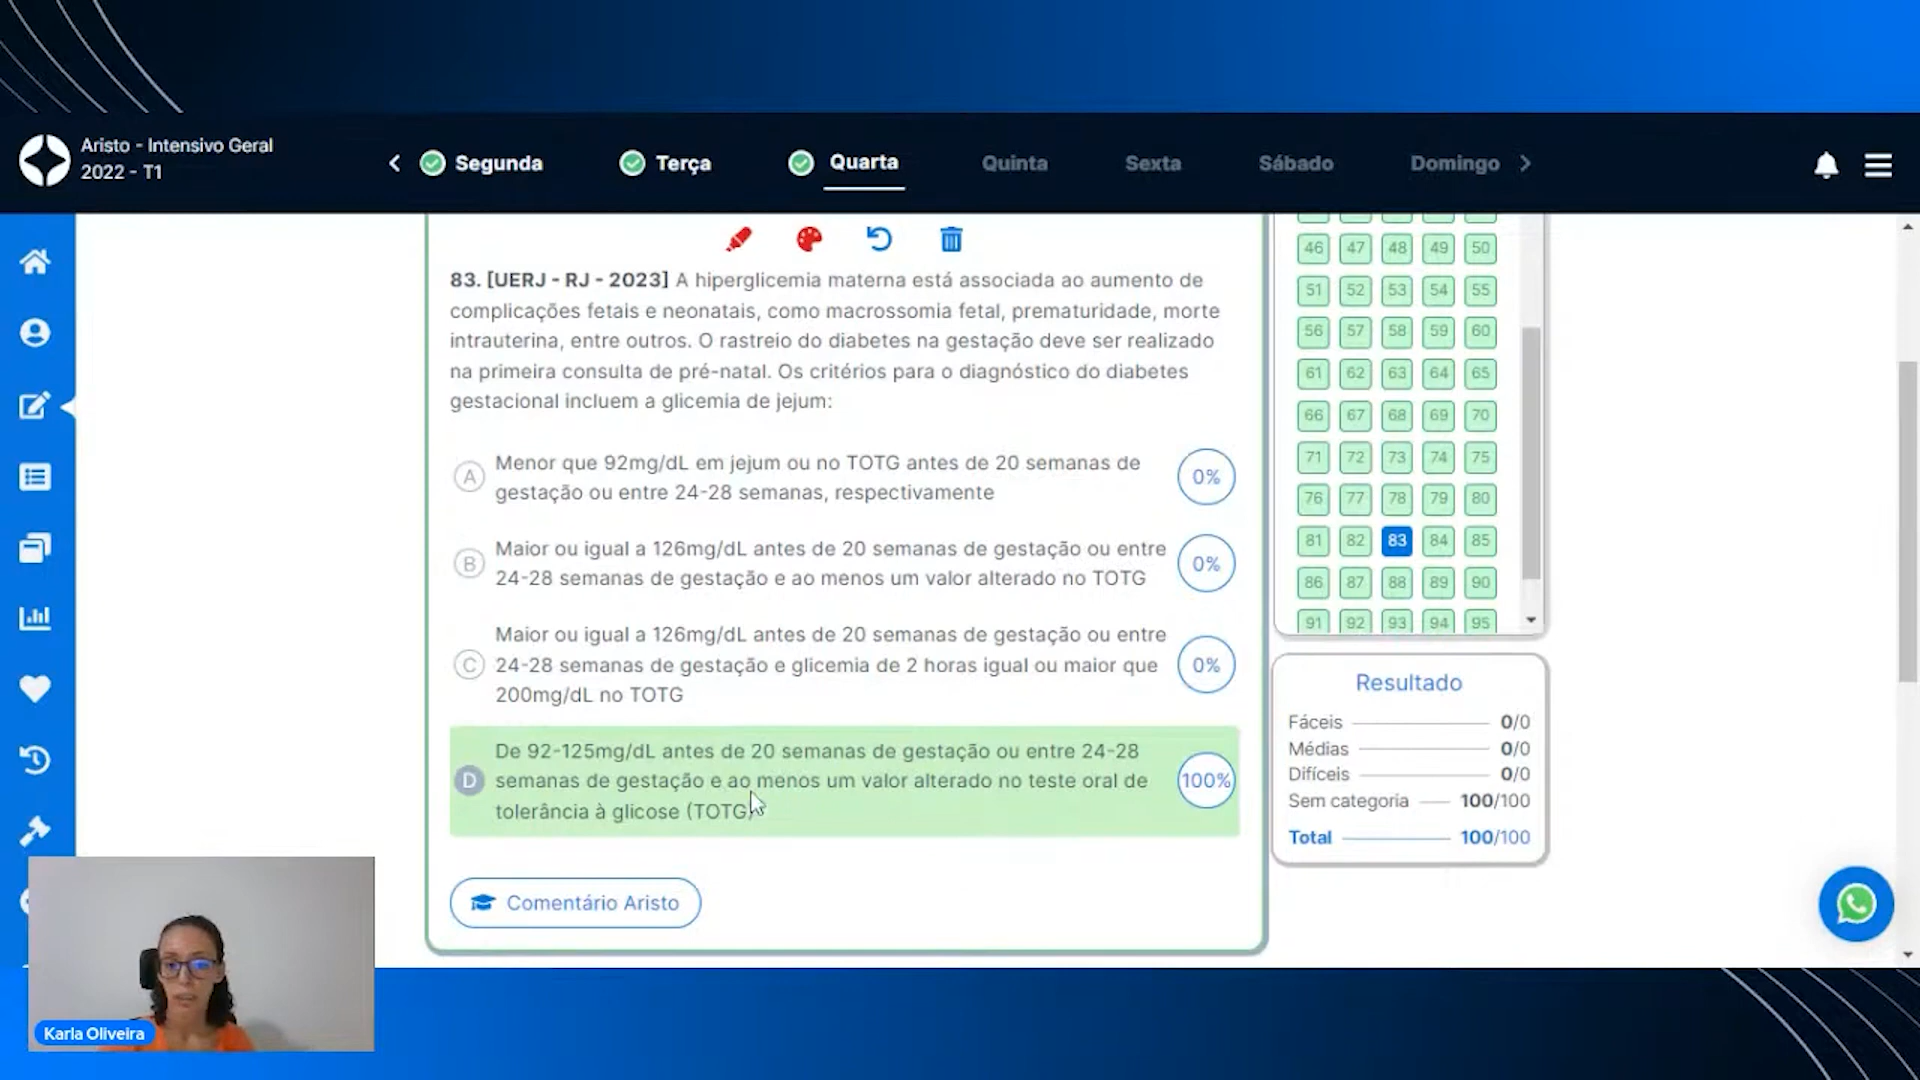 Aristo - Intensivo Geral
2022 - T1
Segunda
Terça
Quarta
Quinta
Sexta
Sábado
Domingo
83. [UERJ - RJ - 2023] A hiperglicemia materna está associada ao aumento de
complicações fetais e neonatais, como macrossomia fetal, prematuridade, morte
intrauterina, entre outros. O rastreio do diabetes na gestação deve ser realizado
na primeira consulta de pré-natal. Os critérios para o diagnóstico do diabetes
gestacional incluem a glicemia de jejum:
A
Menor que 92mg/dL em jejum ou no TOTG antes de 20 semanas de
gestação ou entre 24-28 semanas, respectivamente
0%
B
Maior ou igual a 126mg/dL antes de 20 semanas de gestação ou entre
24-28 semanas de gestação e ao menos um valor alterado no TOTG
0%
C
Maior ou igual a 126mg/dL antes de 20 semanas de gestação ou entre
24-28 semanas de gestação e glicemia de 2 horas igual ou maior que
200mg/dL no TOTG
0%
D
De 92-125mg/dL antes de 20 semanas de gestação ou entre 24-28
semanas de gestação e ao menos um valor alterado no teste oral de
tolerância à glicose (TOTG)
100%
Comentário Aristo
46 47 48 49 50
51 52 53 54 55
56 57 58 59 60
61 62 63 64 65
66 67 68 69 70
71 72 73 74 75
76 77 78 79 80
81 82 83 84 85
86 87 88 89 90
91 92 93 94 95
Resultado
Fáceis 0/0
Médias 0/0
Difíceis 0/0
Sem categoria 100/100
Total 100/100
Karla Oliveira